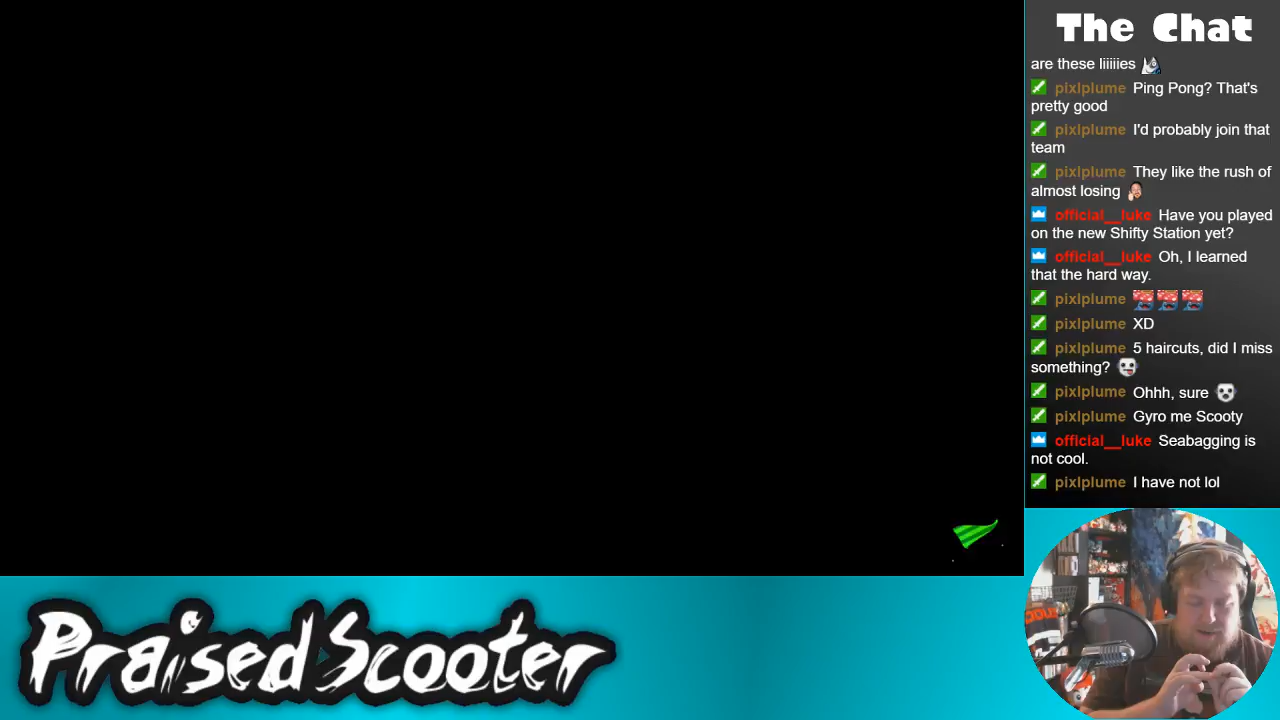 The Chat
are these liiiiies
pixlplume Ping Pong? That's
pretty good
pixlplume I'd probably join that
team
pixlplume They like the rush of
almost losing
official__luke Have you played
on the new Shifty Station yet?
official__luke Oh, I learned
that the hard way.
pixlplume
pixlplume XD
pixlplume 5 haircuts, did I miss
something?
pixlplume Ohhh, sure
pixlplume Gyro me Scooty
official__luke Seabagging is
not cool.
pixlplume I have not lol
PraisedScooter